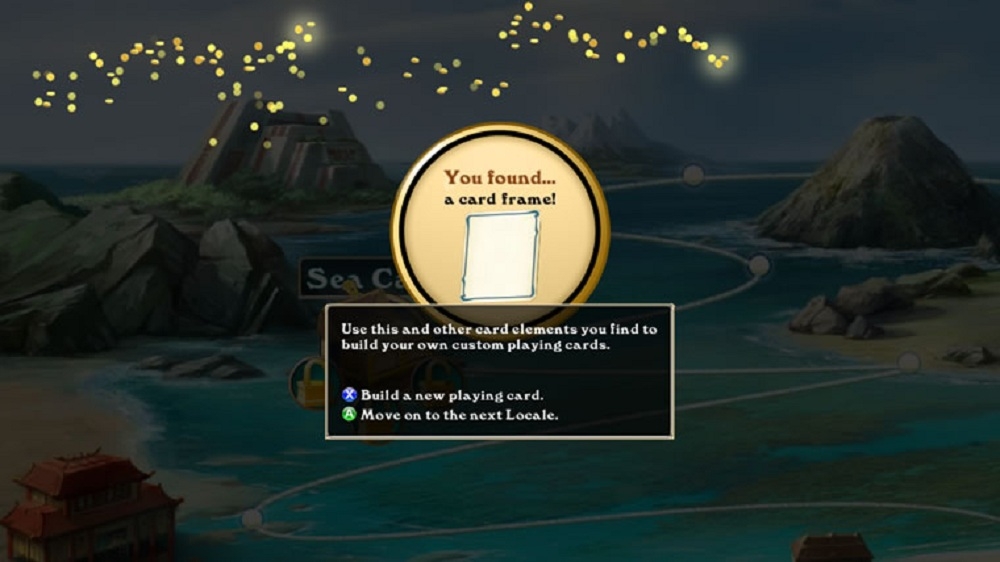 You found...
a card frame!
Sea
Use this and other card elements you find to
build your own custom playing cards.
X Build a new playing card.
A Move on to the next Locale.